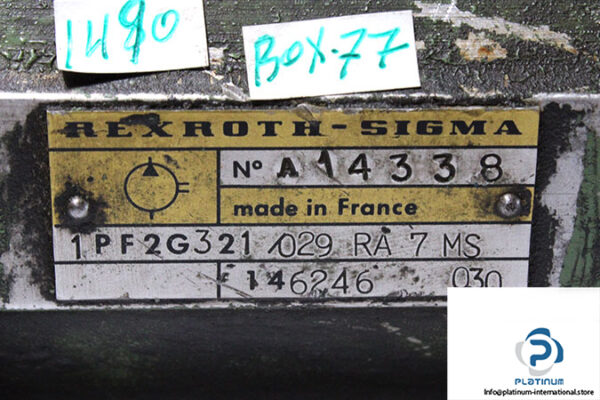 1490
BOX-77
REXROTH-SIGMA
N° A14338
made in France
1PF2G321/029 RA 7 MS
146246 030
PLATINUM
Info@platinum-international.store